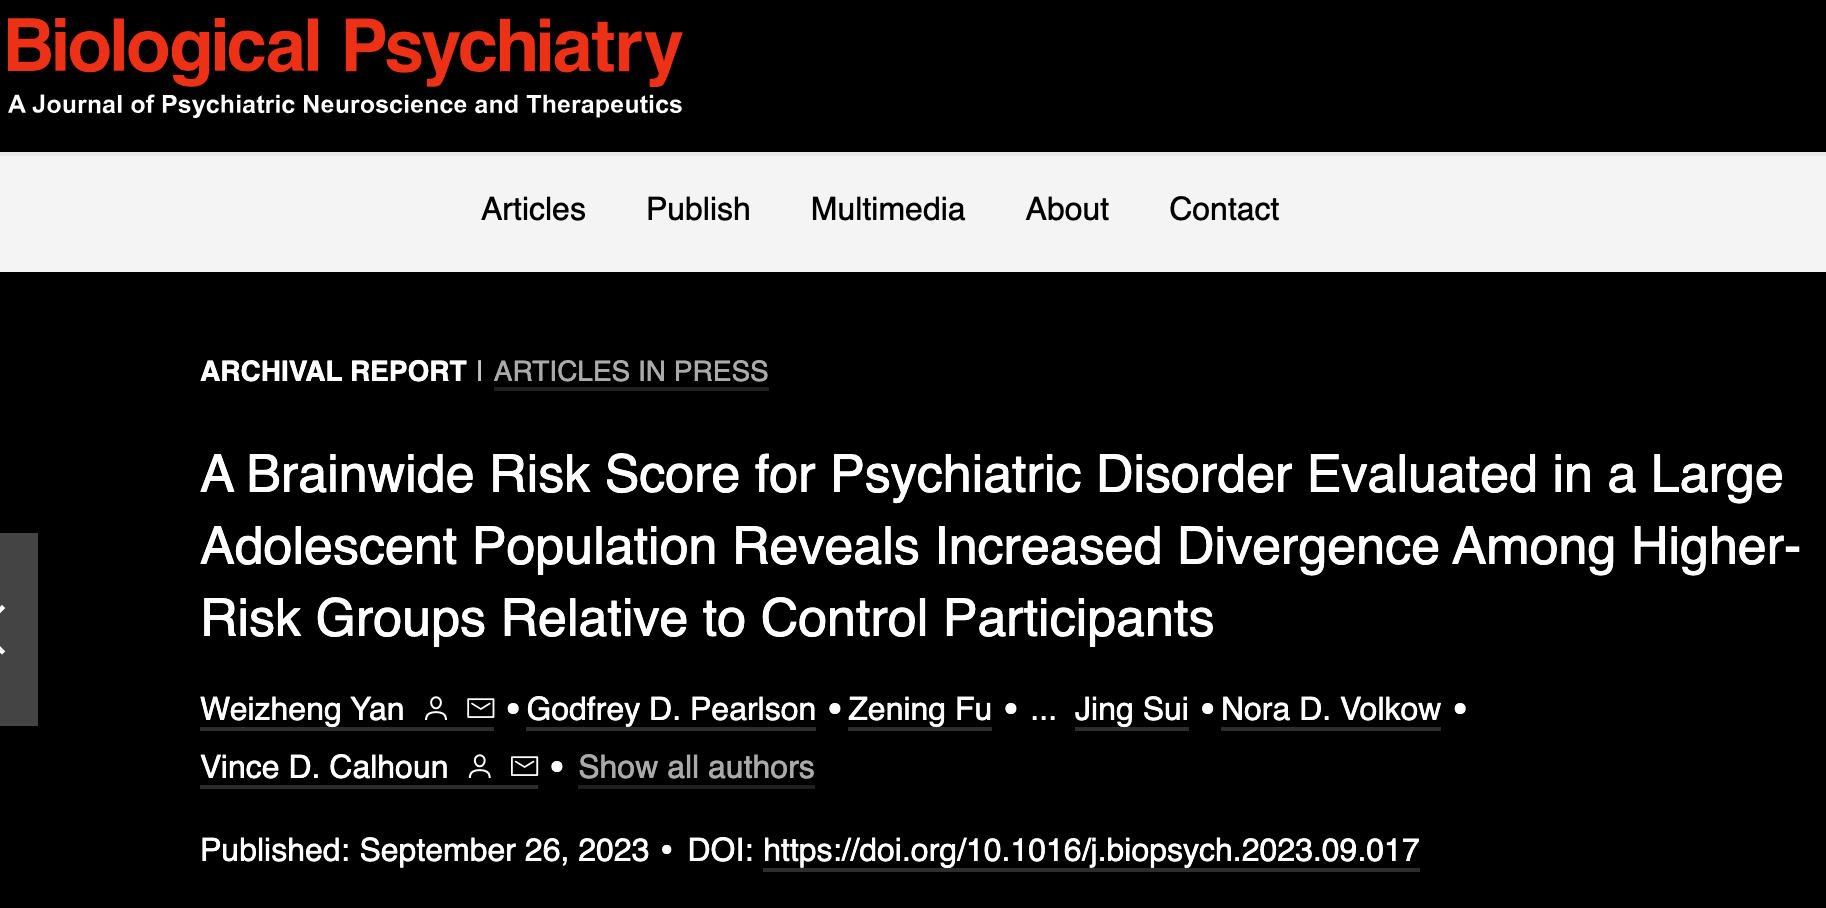 Biological Psychiatry
A Journal of Psychiatric Neuroscience and Therapeutics
Articles Publish Multimedia About Contact
ARCHIVAL REPORT | ARTICLES IN PRESS
A Brainwide Risk Score for Psychiatric Disorder Evaluated in a Large
Adolescent Population Reveals Increased Divergence Among Higher-
Risk Groups Relative to Control Participants
Weizheng Yan • Godfrey D. Pearlson • Zening Fu • ... Jing Sui • Nora D. Volkow •
Vince D. Calhoun • Show all authors
Published: September 26, 2023 • DOI: https://doi.org/10.1016/j.biopsych.2023.09.017